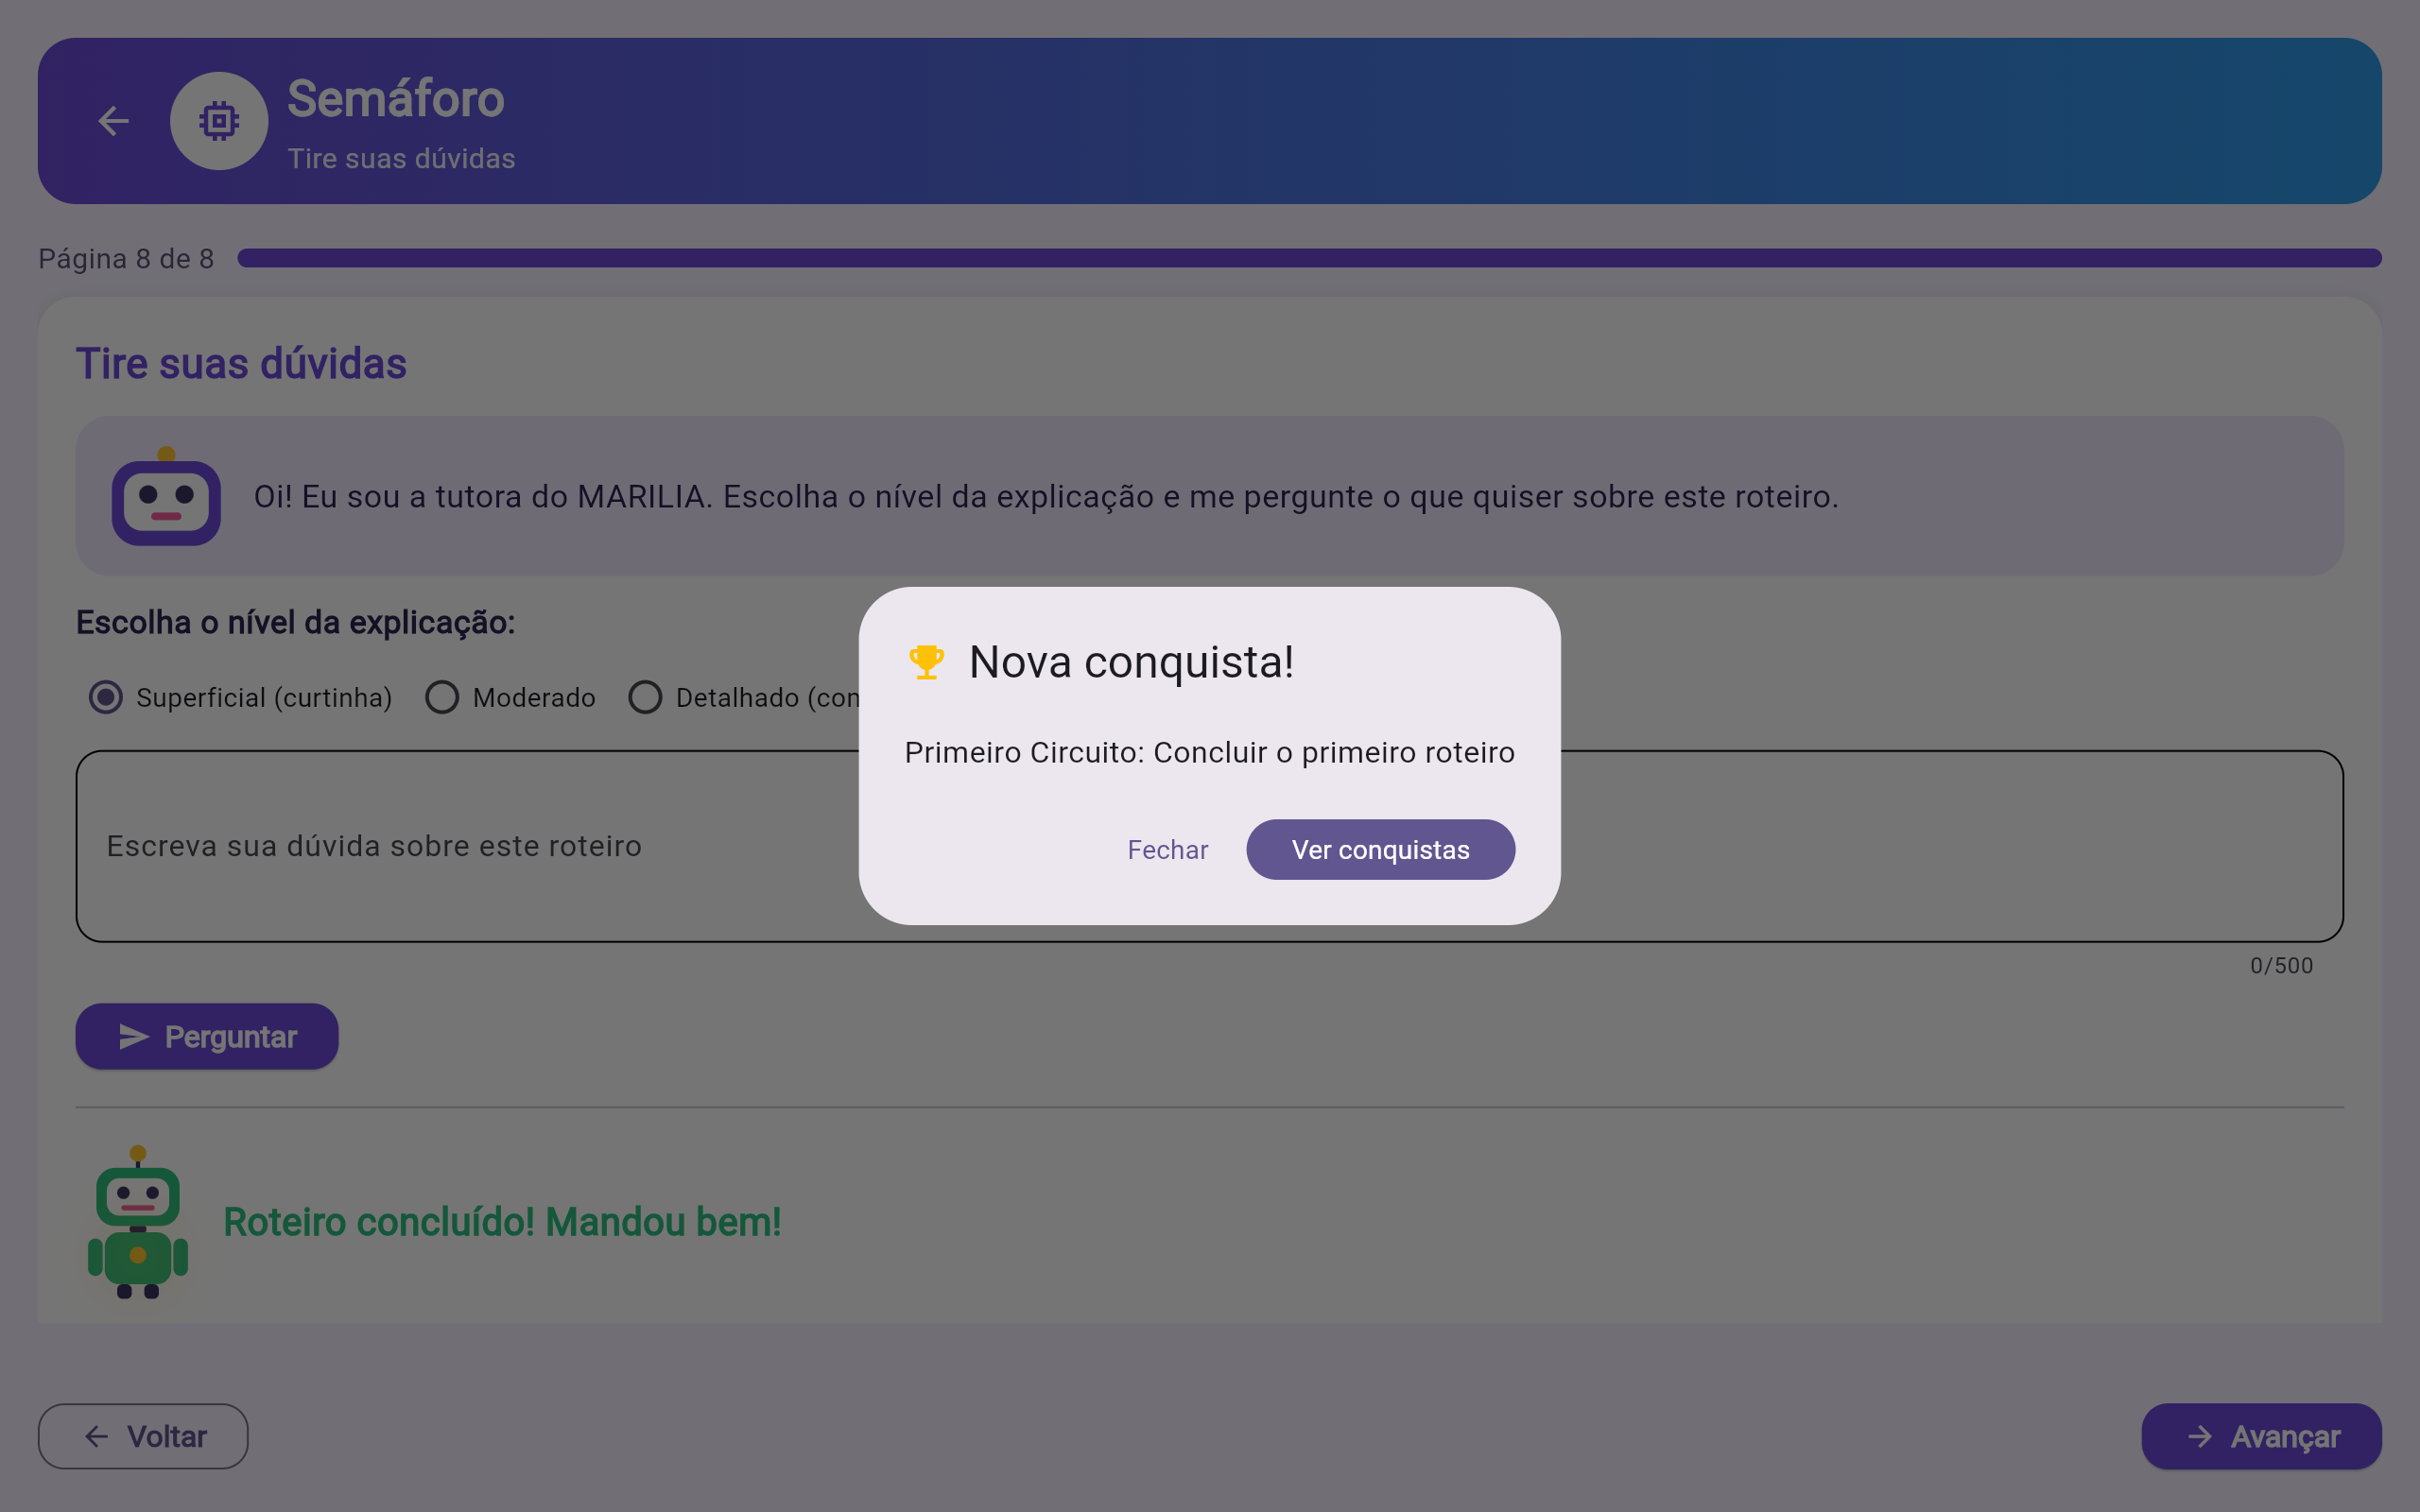 Semáforo
Tire suas dúvidas
Página 8 de 8
Tire suas dúvidas
Oi! Eu sou a tutora do MARILIA. Escolha o nível da explicação e me pergunte o que quiser sobre este roteiro.
Escolha o nível da explicação:
Superficial (curtinha)
Moderado
Detalhado (con
Nova conquista!
Primeiro Circuito: Concluir o primeiro roteiro
Fechar
Ver conquistas
Escreva sua dúvida sobre este roteiro
0/500
Perguntar
Roteiro concluído! Mandou bem!
Voltar
Avançar